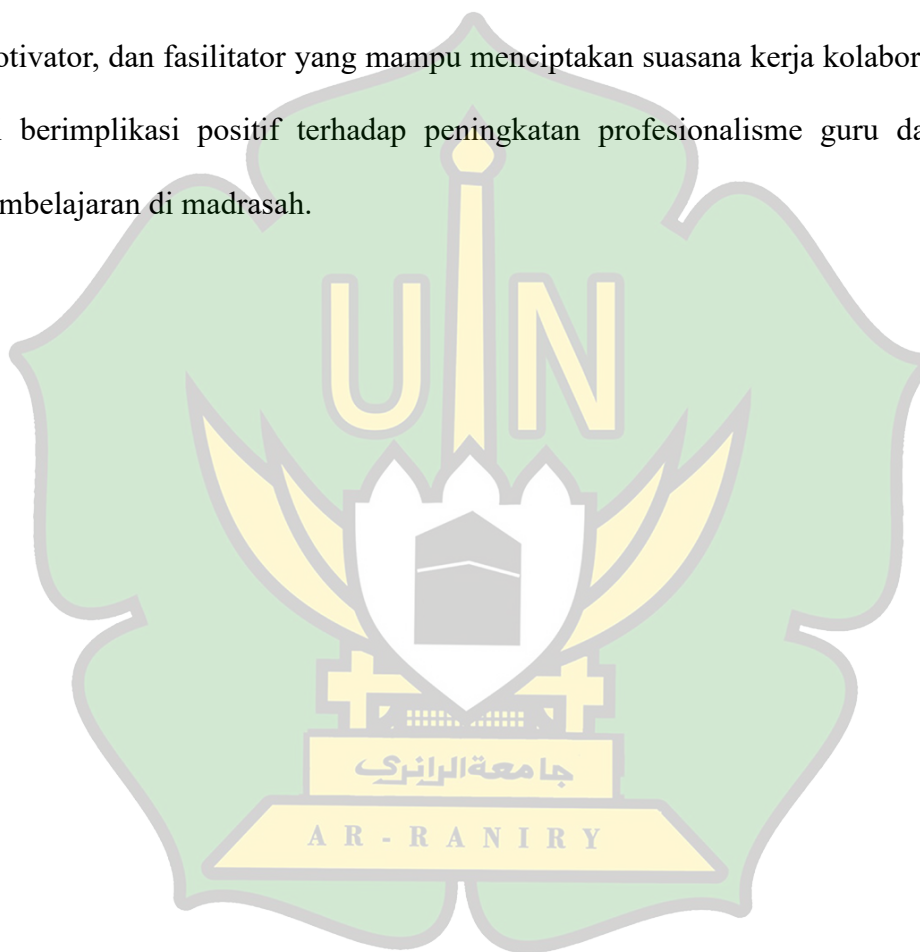 otivator, dan fasilitator yang mampu menciptakan suasana kerja kolabor
berimplikasi positif terhadap peningkatan profesionalisme guru da
mbelajaran di madrasah.
UIN
جامعة الرانري
AR-RANIRY